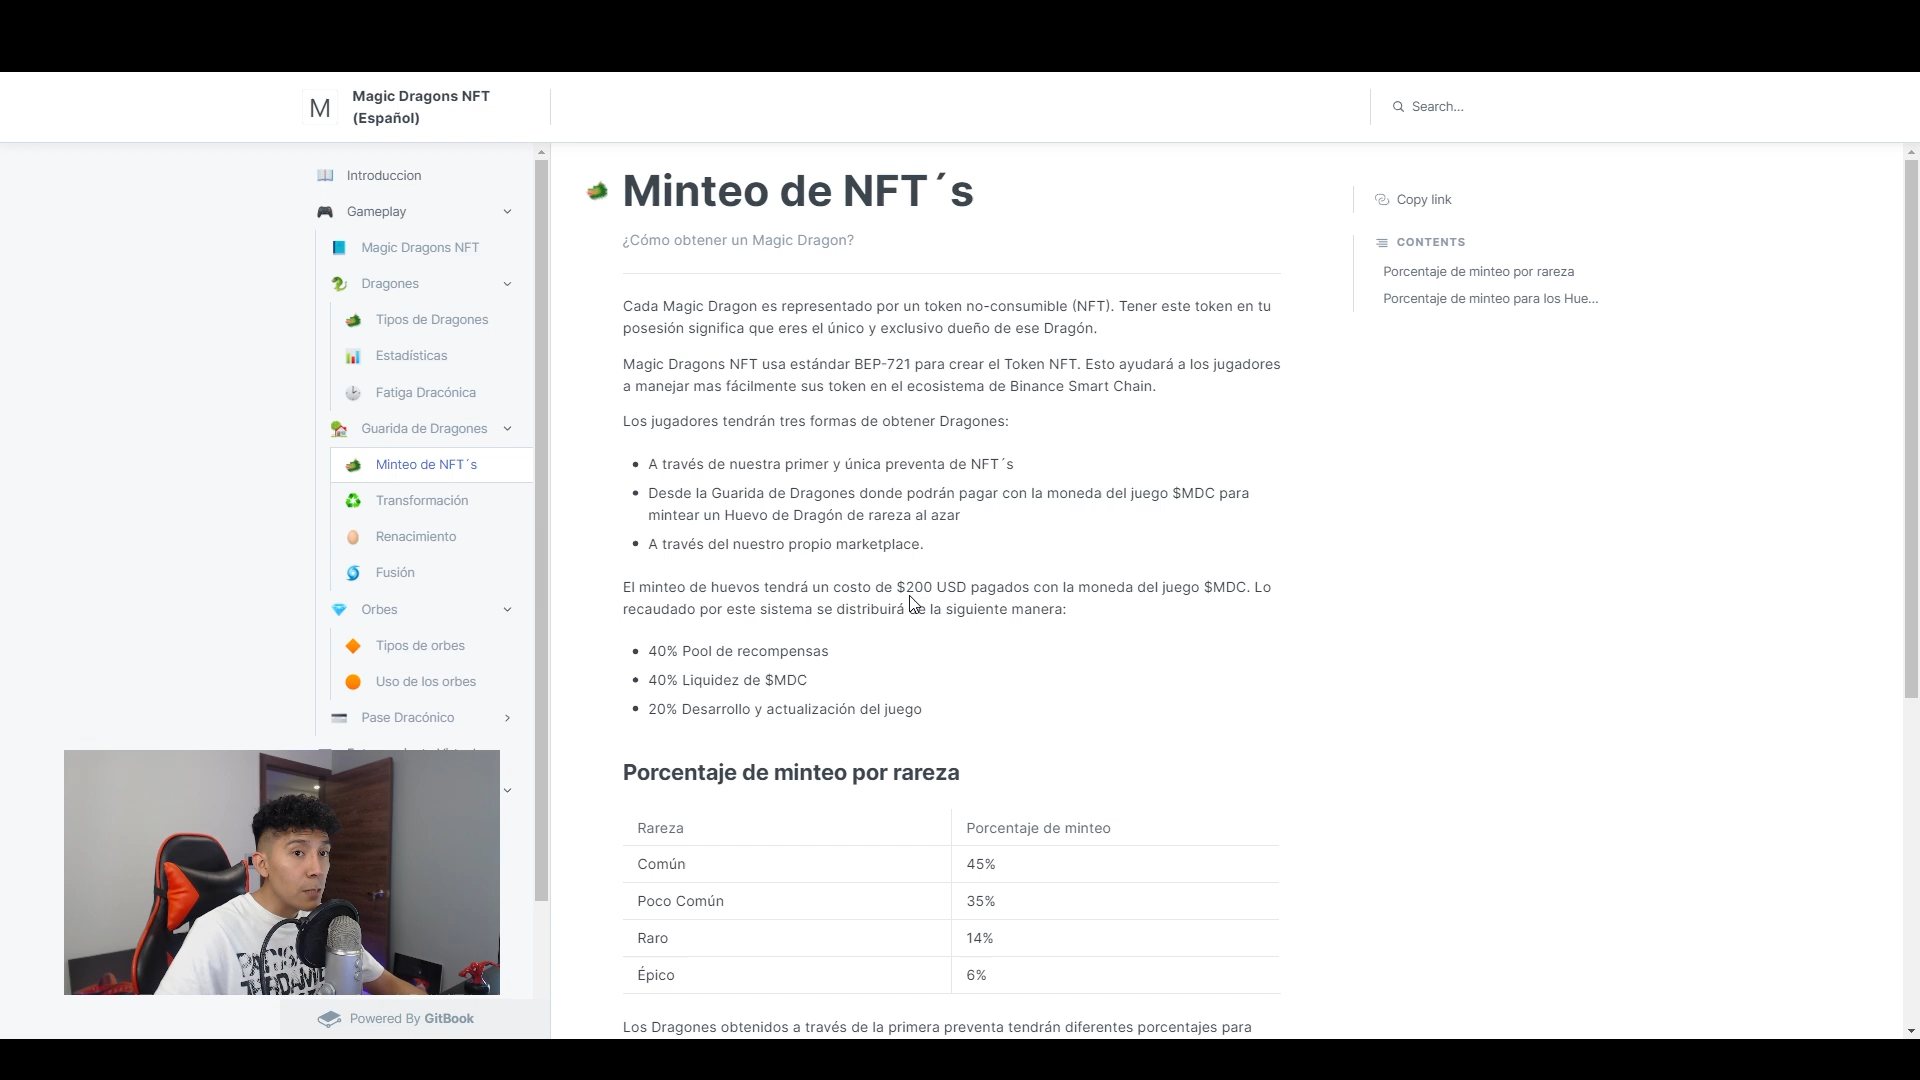 M
Magic Dragons NFT
(Español)
Search...
Introduccion
Gameplay
Magic Dragons NFT
Dragones
Tipos de Dragones
Estadísticas
Fatiga Dracónica
Guarida de Dragones
Minteo de NFT´s
Transformación
Renacimiento
Fusión
Orbes
Tipos de orbes
Uso de los orbes
Pase Dracónico
Powered By GitBook
Minteo de NFT´s
¿Cómo obtener un Magic Dragon?
Cada Magic Dragon es representado por un token no-consumible (NFT). Tener este token en tu
posesión significa que eres el único y exclusivo dueño de ese Dragón.
Magic Dragons NFT usa estándar BEP-721 para crear el Token NFT. Esto ayudará a los jugadores
a manejar mas fácilmente sus token en el ecosistema de Binance Smart Chain.
Los jugadores tendrán tres formas de obtener Dragones:
• A través de nuestra primer y única preventa de NFT´s
• Desde la Guarida de Dragones donde podrán pagar con la moneda del juego $MDC para
mintear un Huevo de Dragón de rareza al azar
• A través del nuestro propio marketplace.
El minteo de huevos tendrá un costo de $200 USD pagados con la moneda del juego $MDC. Lo
recaudado por este sistema se distribuirá de la siguiente manera:
• 40% Pool de recompensas
• 40% Liquidez de $MDC
• 20% Desarrollo y actualización del juego
Porcentaje de minteo por rareza
Rareza Porcentaje de minteo
Común 45%
Poco Común 35%
Raro 14%
Épico 6%
Los Dragones obtenidos a través de la primera preventa tendrán diferentes porcentajes para
Copy link
CONTENTS
Porcentaje de minteo por rareza
Porcentaje de minteo para los Hue...